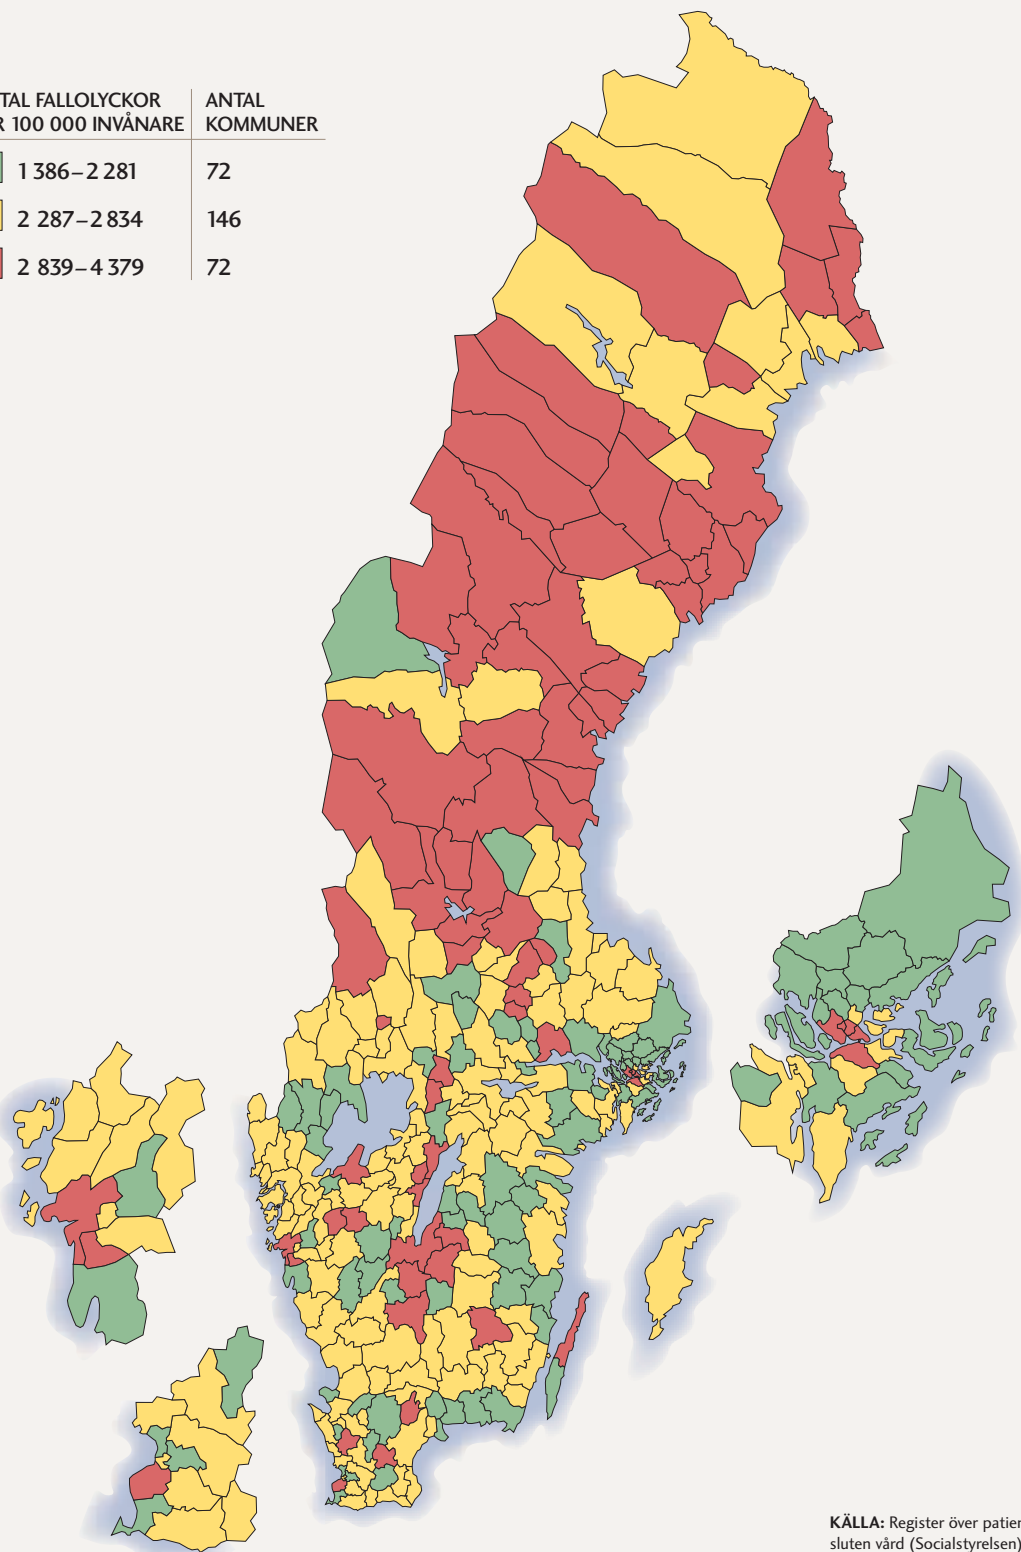 TAL FALLOLYCKOR
R 100 000 INVÅNARE
ANTAL
KOMMUNER
1 386–2 281 72
2 287–2 834 146
2 839–4 379 72
KÄLLA: Register över patien
sluten vård (Socialstyrelsen)